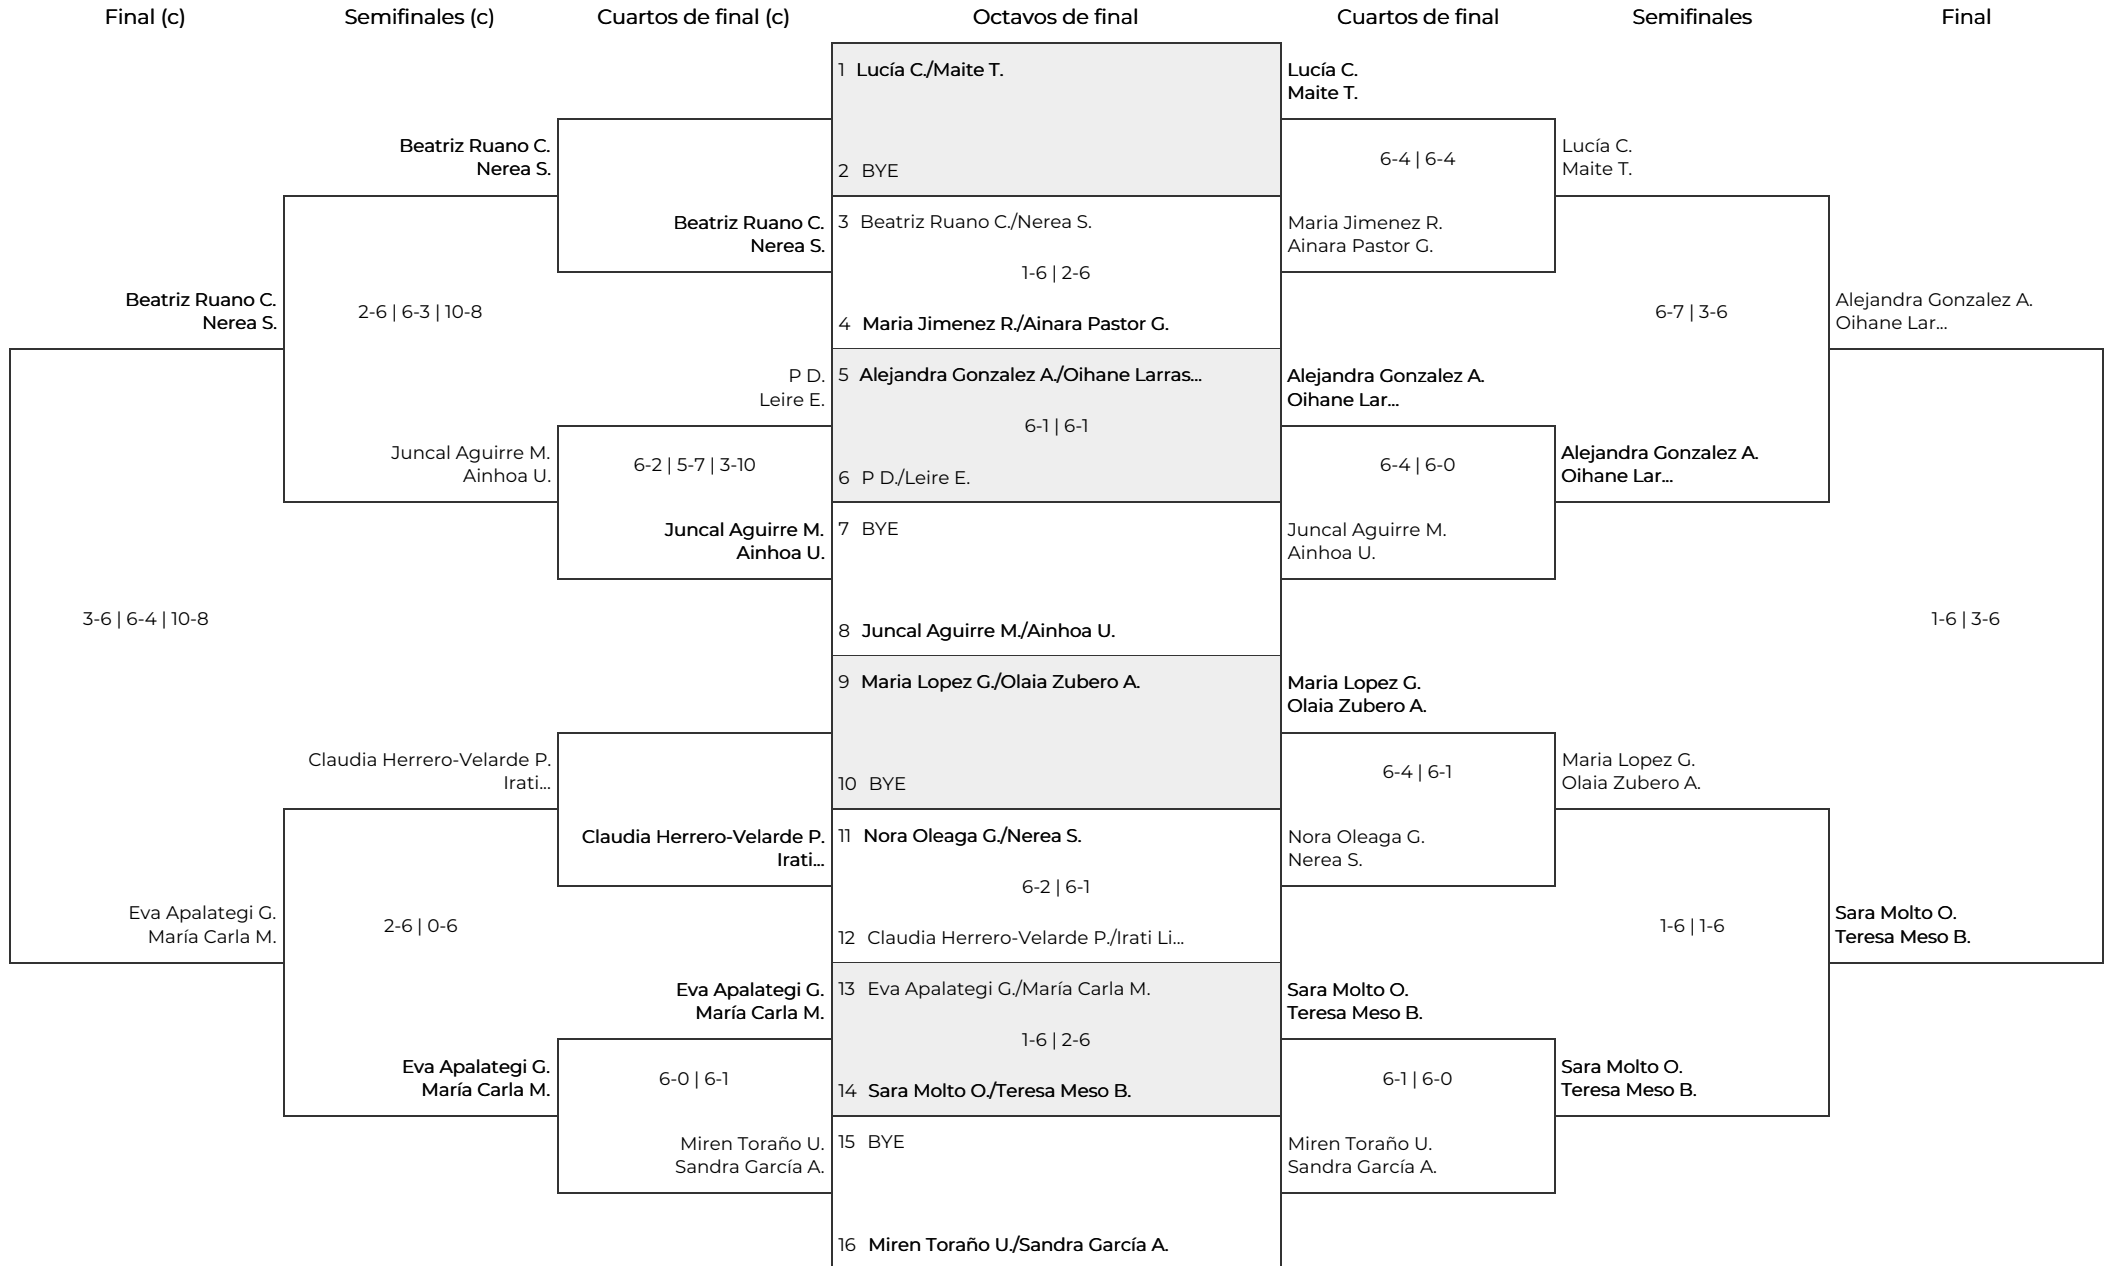 Final (c)
Semifinales (c)
Cuartos de final (c)
Octavos de final
Cuartos de final
Semifinales
Final
Beatriz Ruano C.
Nerea S.
3-6 | 6-4 | 10-8
Eva Apalategi G.
María Carla M.
Beatriz Ruano C.
Nerea S.
2-6 | 6-3 | 10-8
Juncal Aguirre M.
Ainhoa U.
Claudia Herrero-Velarde P.
Irati...
2-6 | 0-6
Eva Apalategi G.
María Carla M.
Beatriz Ruano C.
Nerea S.
P D.
Leire E.
6-2 | 5-7 | 3-10
Juncal Aguirre M.
Ainhoa U.
Claudia Herrero-Velarde P.
Irati...
Eva Apalategi G.
María Carla M.
6-0 | 6-1
Miren Toraño U.
Sandra García A.
1 Lucía C./Maite T.
2 BYE
3 Beatriz Ruano C./Nerea S.
1-6 | 2-6
4 Maria Jimenez R./Ainara Pastor G.
5 Alejandra Gonzalez A./Oihane Larras...
6-1 | 6-1
6 P D./Leire E.
7 BYE
8 Juncal Aguirre M./Ainhoa U.
9 Maria Lopez G./Olaia Zubero A.
10 BYE
11 Nora Oleaga G./Nerea S.
6-2 | 6-1
12 Claudia Herrero-Velarde P./Irati Li...
13 Eva Apalategi G./María Carla M.
1-6 | 2-6
14 Sara Molto O./Teresa Meso B.
15 BYE
16 Miren Toraño U./Sandra García A.
Lucía C.
Maite T.
6-4 | 6-4
Maria Jimenez R.
Ainara Pastor G.
Alejandra Gonzalez A.
Oihane Lar...
6-4 | 6-0
Juncal Aguirre M.
Ainhoa U.
Maria Lopez G.
Olaia Zubero A.
6-4 | 6-1
Nora Oleaga G.
Nerea S.
Sara Molto O.
Teresa Meso B.
6-1 | 6-0
Miren Toraño U.
Sandra García A.
Lucía C.
Maite T.
6-7 | 3-6
Alejandra Gonzalez A.
Oihane Lar...
Maria Lopez G.
Olaia Zubero A.
1-6 | 1-6
Sara Molto O.
Teresa Meso B.
Alejandra Gonzalez A.
Oihane Lar...
1-6 | 3-6
Sara Molto O.
Teresa Meso B.